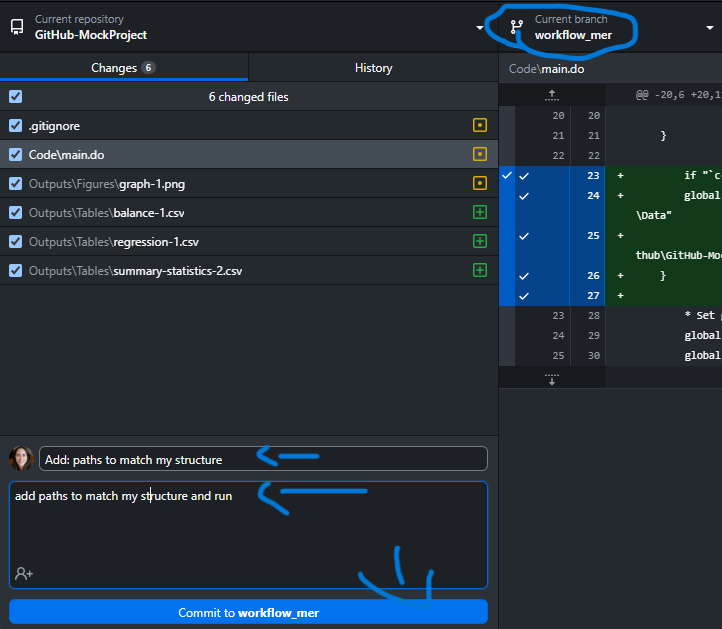 Current repository
GitHub-MockProject
Current branch
workflow_mer
Changes 6
History
Code\main.do
6 changed files
@@ -20,6 +20,1
.gitignore
Code\main.do
Outputs\Figures\graph-1.png
Outputs\Tables\balance-1.csv
Outputs\Tables\regression-1.csv
Outputs\Tables\summary-statistics-2.csv
20 20
21 21 }
22 22
23 + if "`c
24 + global
\Data"
25 +
thub\GitHub-Moc
26 + }
27 +
23 28 * Set
24 29 global
25 30 global
Add: paths to match my structure
add paths to match my structure and run
Commit to workflow_mer